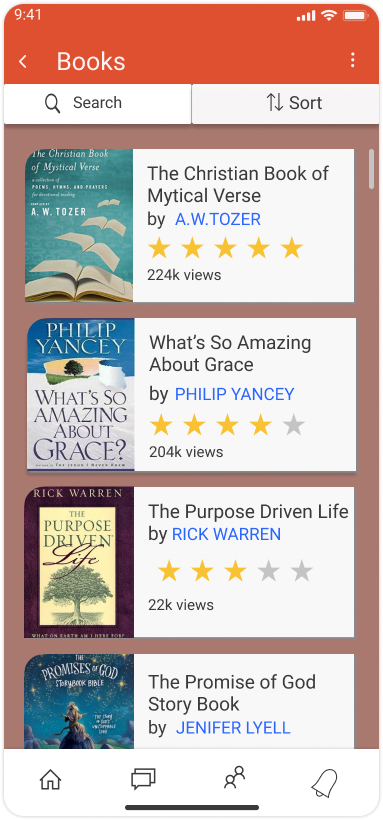 9:41
Books
Search
Sort
The Christian Book
of Mystical Verse
a collection of
POEMS, HYMNS, AND PRAYERS
for devotional reading
A. W. TOZER
The Christian Book of
Mytical Verse
by A.W.TOZER
224k views
PHILIP
YANCEY
WHAT'S SO
AMAZING
ABOUT
GRACE?
What's So Amazing
About Grace
by PHILIP YANCEY
204k views
RICK WARREN
THE
PURPOSE
DRIVEN
Life
WHAT ON EARTH AM I HERE FOR?
The Purpose Driven Life
by RICK WARREN
22k views
THE
PROMISES OF GOD
STORYBOOK BIBLE
The Promise of God
Story Book
by JENIFER LYELL